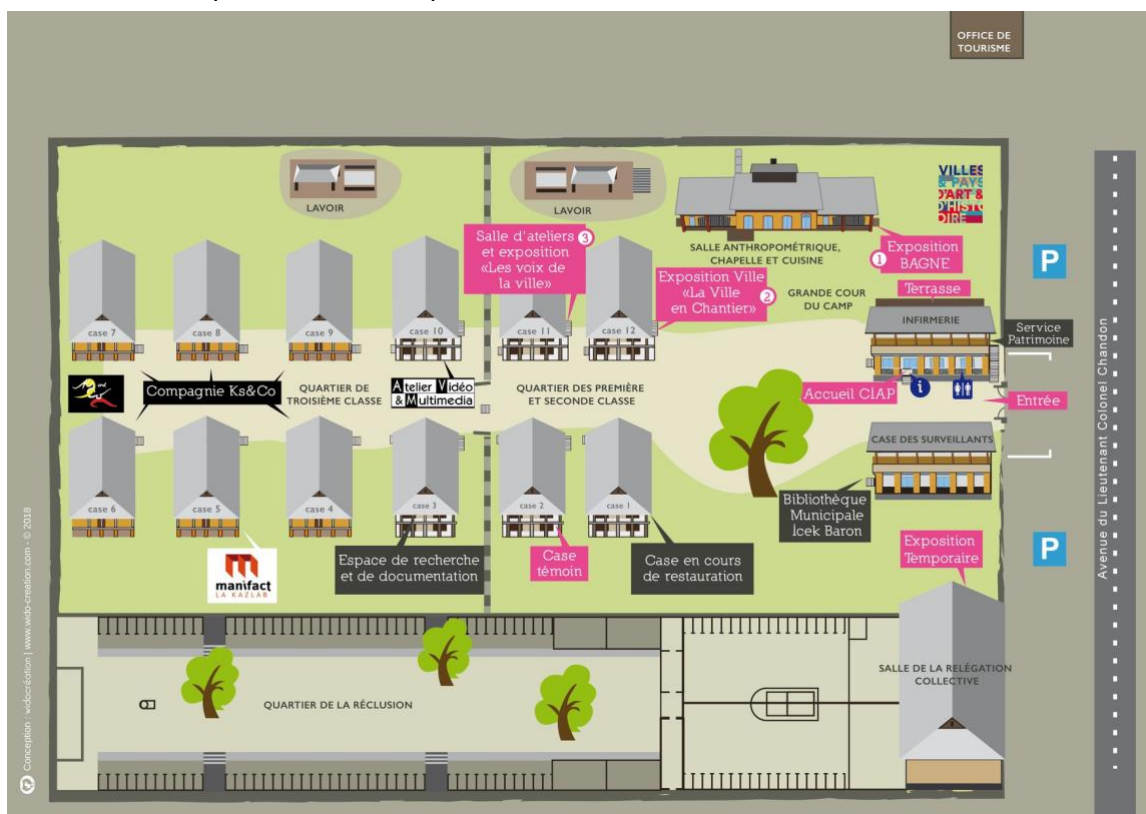 OFFICE DE
TOURISME
VILLES
& PAYS
D'ART &
D'HISTO
IRE
LAVOIR
LAVOIR
SALLE ANTHROPOMÉTRIQUE,
CHAPELLE ET CUISINE
1 Exposition
BAGNE
Salle d'ateliers 3
et exposition
«Les voix de
la ville»
Exposition Ville
«La Ville 2
en Chantier»
GRANDE COUR
DU CAMP
Terrasse
INFIRMERIE
Service
Patrimoine
P
case 7
case 8
case 9
case 10
case 11
case 12
Compagnie Ks&Co
QUARTIER DE
TROISIÈME CLASSE
Atelier Vidéo
& Multimedia
QUARTIER DES PREMIÈRE
ET SECONDE CLASSE
Accueil CIAP
i
Entrée
CASE DES SURVEILLANTS
Bibliothèque
Municipale
Icek Baron
case 6
case 5
case 4
case 3
case 2
case 1
manifact
LA KAZLAB
Espace de recherche
et de documentation
Case
témoin
Case en cours
de restauration
Exposition
Temporaire
P
Avenue du Lieutenant Colonel Chandon
QUARTIER DE LA RÉCLUSION
SALLE DE LA RELÉGATION
COLLECTIVE
Conception : widocréation | www.wido-creation.com - © 2018